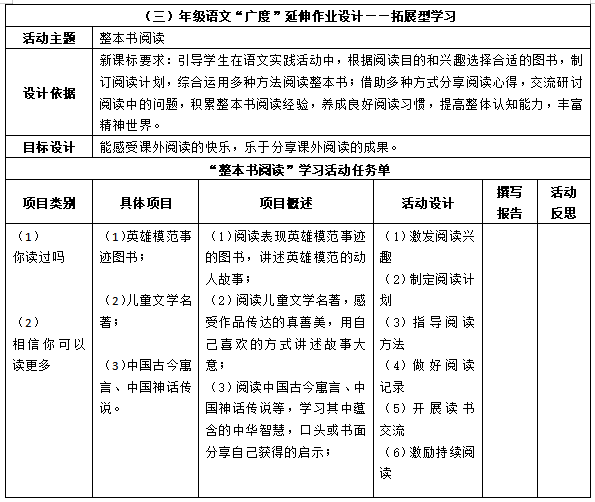 （三）年级语文“广度”延伸作业设计——拓展型学习
活动主题
整本书阅读
设计依据
新课标要求：引导学生在语文实践活动中，根据阅读目的和兴趣选择合适的图书，制
订阅读计划，综合运用多种方法阅读整本书；借助多种方式分享阅读心得，交流研讨
阅读中的问题，积累整本书阅读经验，养成良好阅读习惯，提高整体认知能力，丰富
精神世界。
目标设计
能感受课外阅读的快乐，乐于分享课外阅读的成果。
“整本书阅读”学习活动任务单
项目类别
具体项目
项目概述
活动设计
撰写
报告
活动
反思
（1）
你读过吗
（2）
相信你可以
读更多
(1)英雄模范事
迹图书；
(2)儿童文学名
著；
(3)中国古今寓
言、中国神话传
说。
(1)阅读表现英雄模范事迹
的图书，讲述英雄模范的动
人故事；
(2)阅读儿童文学名著，感
受作品传达的真善美，用自
己喜欢的方式讲述故事大
意；
(3)阅读中国古今寓言、中
国神话传说等，学习其中蕴
含的中华智慧，口头或书面
分享自己获得的启示；
(1)激发阅读兴
趣
(2)制定阅读计
划
(3)指导阅读
方法
(4)做好阅读
记录
(5)开展读书
交流
(6)激励持续阅
读